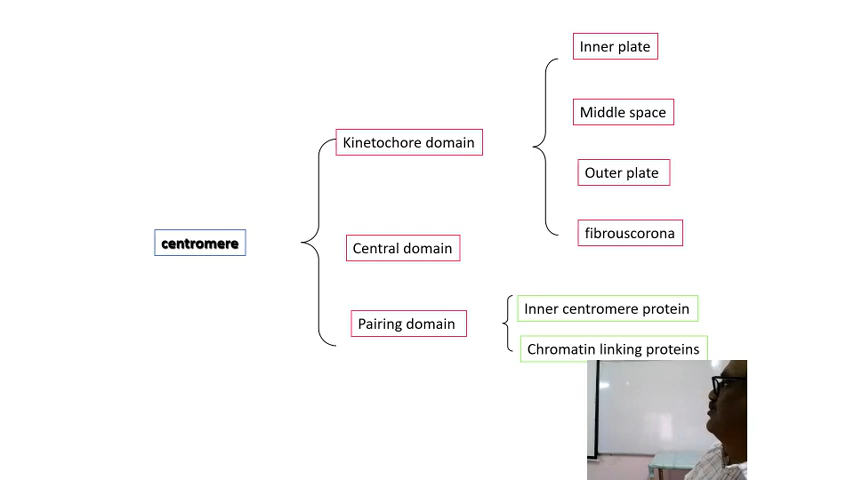 Inner plate
Middle space
Kinetochore domain
Outer plate
fibrouscorona
centromere
Central domain
Inner centromere protein
Pairing domain
Chromatin linking proteins